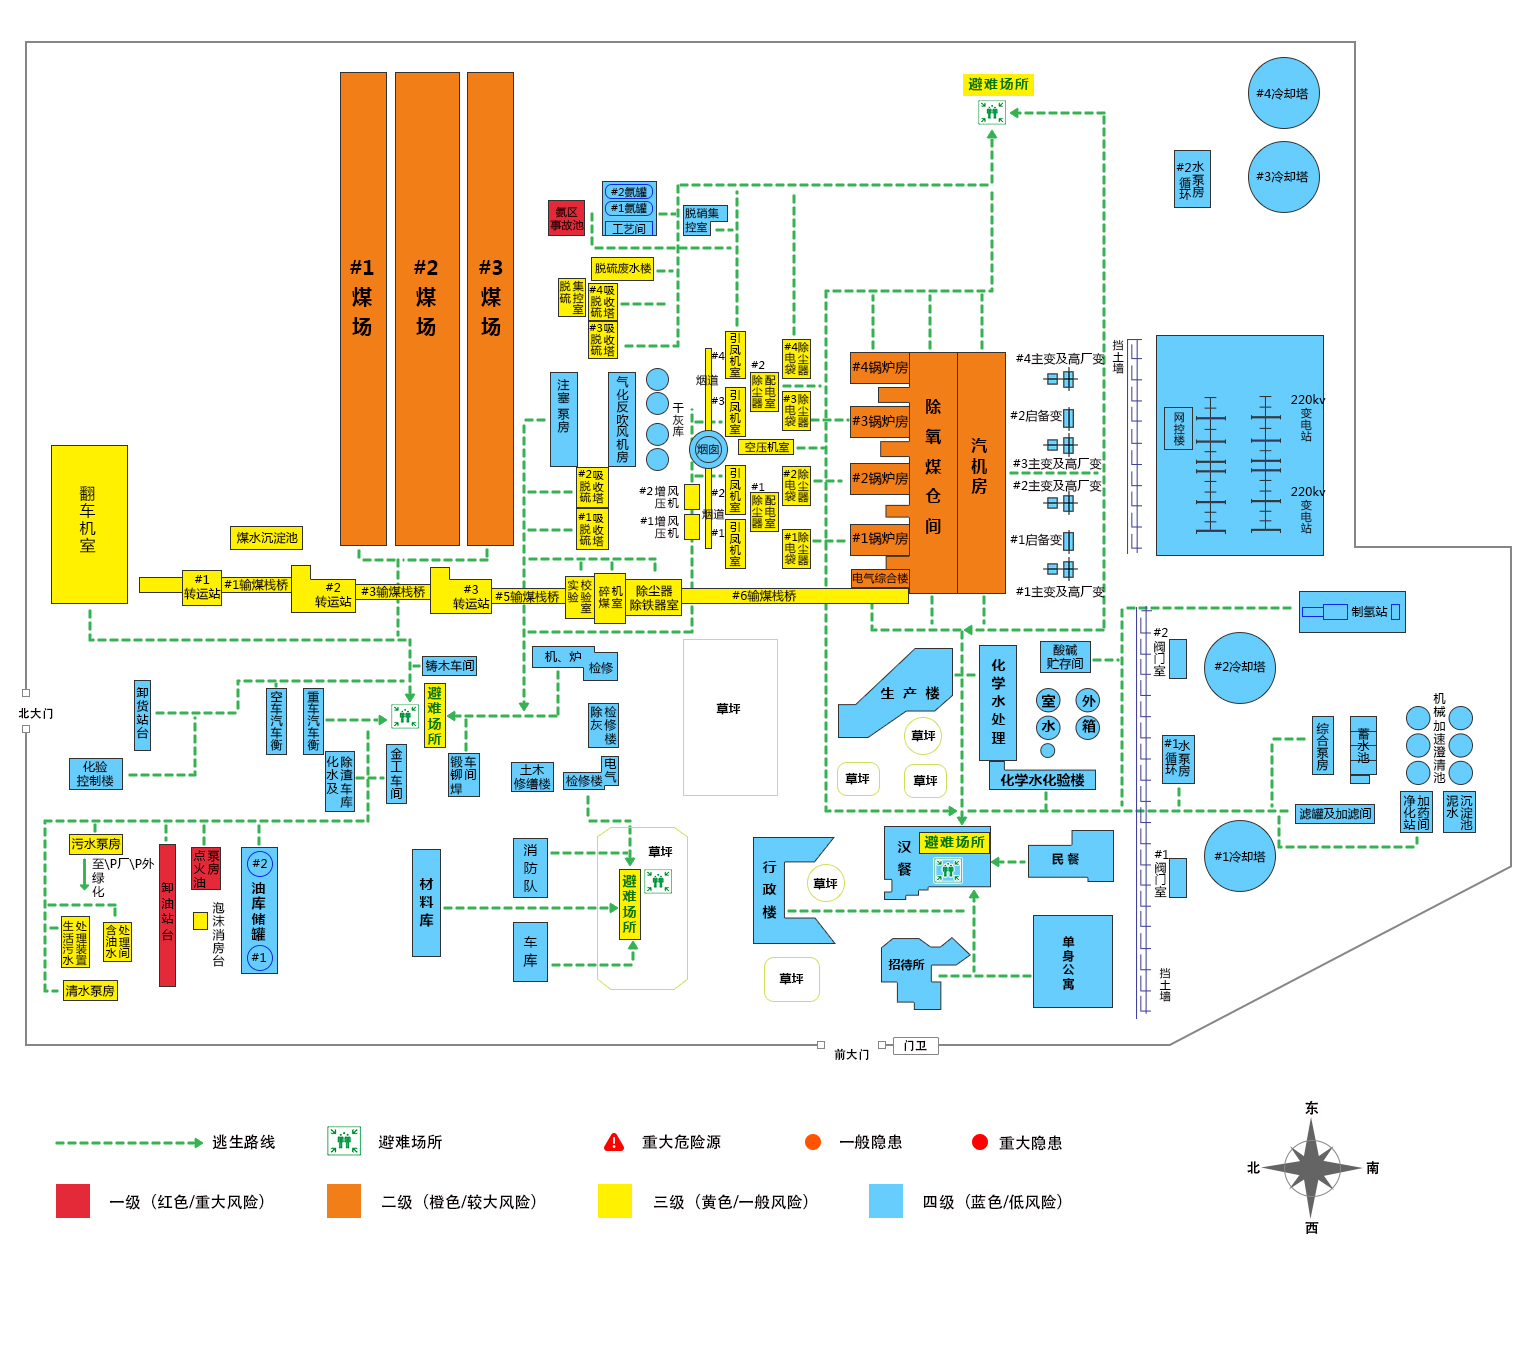 避难场所
#4冷却塔
#3冷却塔
#2水泵房
循环
#1
煤
场
#2
煤
场
#3
煤
场
氨区
事故池
#2氨罐
#1氨罐
工艺间
脱硝集
控室
脱硫废水楼
脱硫
集控室
#4吸收塔
脱硫
#3吸收塔
脱硫
注塞泵房
气化反吹风机房
干灰库
烟道
#4
引凤机室
#3
引凤机室
#2
除尘器
配电室
#4除尘器
电袋
#3除尘器
电袋
烟囱
空压机室
#2吸收塔
脱硫
#1吸收塔
脱硫
#2增风
压机
#1增风
压机
烟道
#2
引凤机室
#1
引凤机室
#1
除尘器
配电室
#2除尘器
电袋
#1除尘器
电袋
#4锅炉房
#3锅炉房
#2锅炉房
#1锅炉房
电气综合楼
除氧煤仓间
汽机房
#4主变及高厂变
#2启备变
#3主变及高厂变
#2主变及高厂变
#1启备变
#1主变及高厂变
挡土墙
网控楼
220kv
变电站
220kv
变电站
翻车机室
煤水沉淀池
#1
转运站
#1输煤栈桥
#2
转运站
#3输煤栈桥
#3
转运站
#5输煤栈桥
实验
校验室
碎煤
机室
除尘器
除铁器室
#6输煤栈桥
制氢站
北大门
卸货站台
化验
控制楼
空车汽车衡
重车汽车衡
铸木车间
避难场所
机、炉
检修
除灰
检修楼
化水及
除渣车库
金工车间
锻铆焊
车间
土木
修缮楼
检修楼
电气
草坪
生产楼
草坪
草坪
草坪
化学水处理
酸碱
贮存间
室
外
水
箱
化学水化验楼
#2
阀门室
#2冷却塔
#1水泵房
循环
综合泵房
蓄水池
机械加速澄清池
净化站
加药间
泥水
沉淀池
滤罐及加滤间
污水泵房
至\P厂\P外
绿化
生活污水
处理装置
含油水
处理间
清水泵房
卸油站台
点火油
泵房
泡沫消房台
#2
油库储罐
#1
材料库
消防队
车库
草坪
避难场所
行政楼
草坪
草坪
汉餐
避难场所
民餐
招待所
单身公寓
#1
阀门室
#1冷却塔
挡土墙
前大门
门卫
逃生路线
避难场所
重大危险源
一般隐患
重大隐患
一级（红色/重大风险）
二级（橙色/较大风险）
三级（黄色/一般风险）
四级（蓝色/低风险）
东
北
南
西